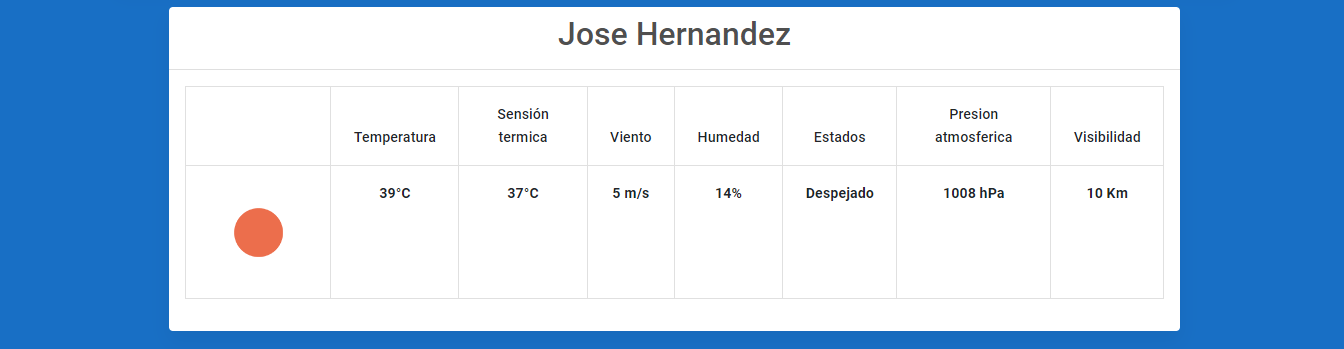 Jose Hernandez
Temperatura
Sensión
termica
Viento
Humedad
Estados
Presion
atmosferica
Visibilidad
39°C
37°C
5 m/s
14%
Despejado
1008 hPa
10 Km